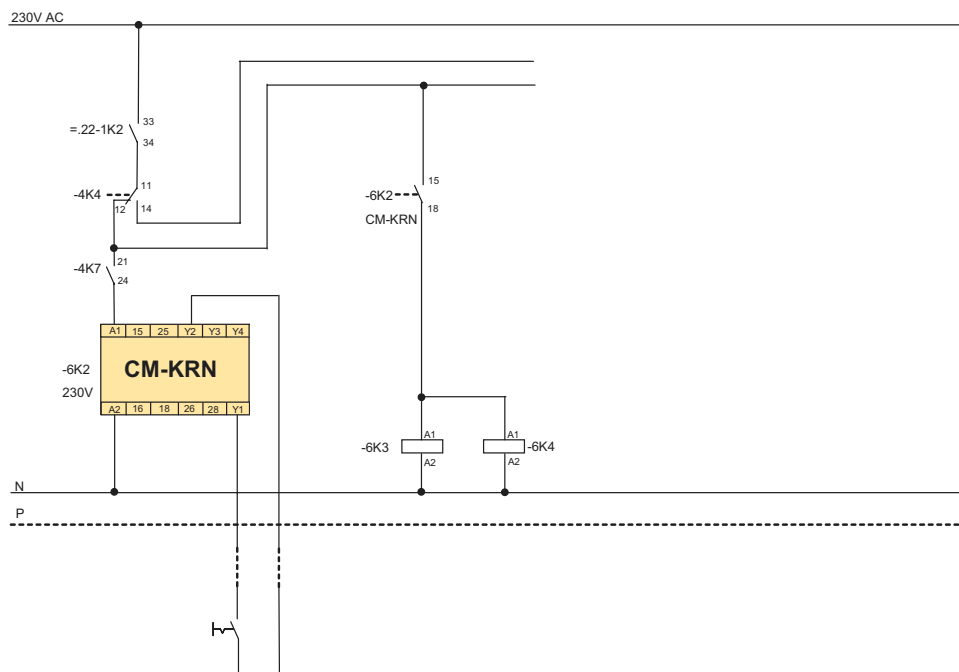 230V AC
33
=.22-1K2
34
-4K4
11
12
14
-6K2
15
18
CM-KRN
-4K7
21
24
A1 15 25 Y2 Y3 Y4
-6K2
CM-KRN
230V
A2 16 18 26 28 Y1
-6K3
A1
A2
A1
-6K4
A2
N
P